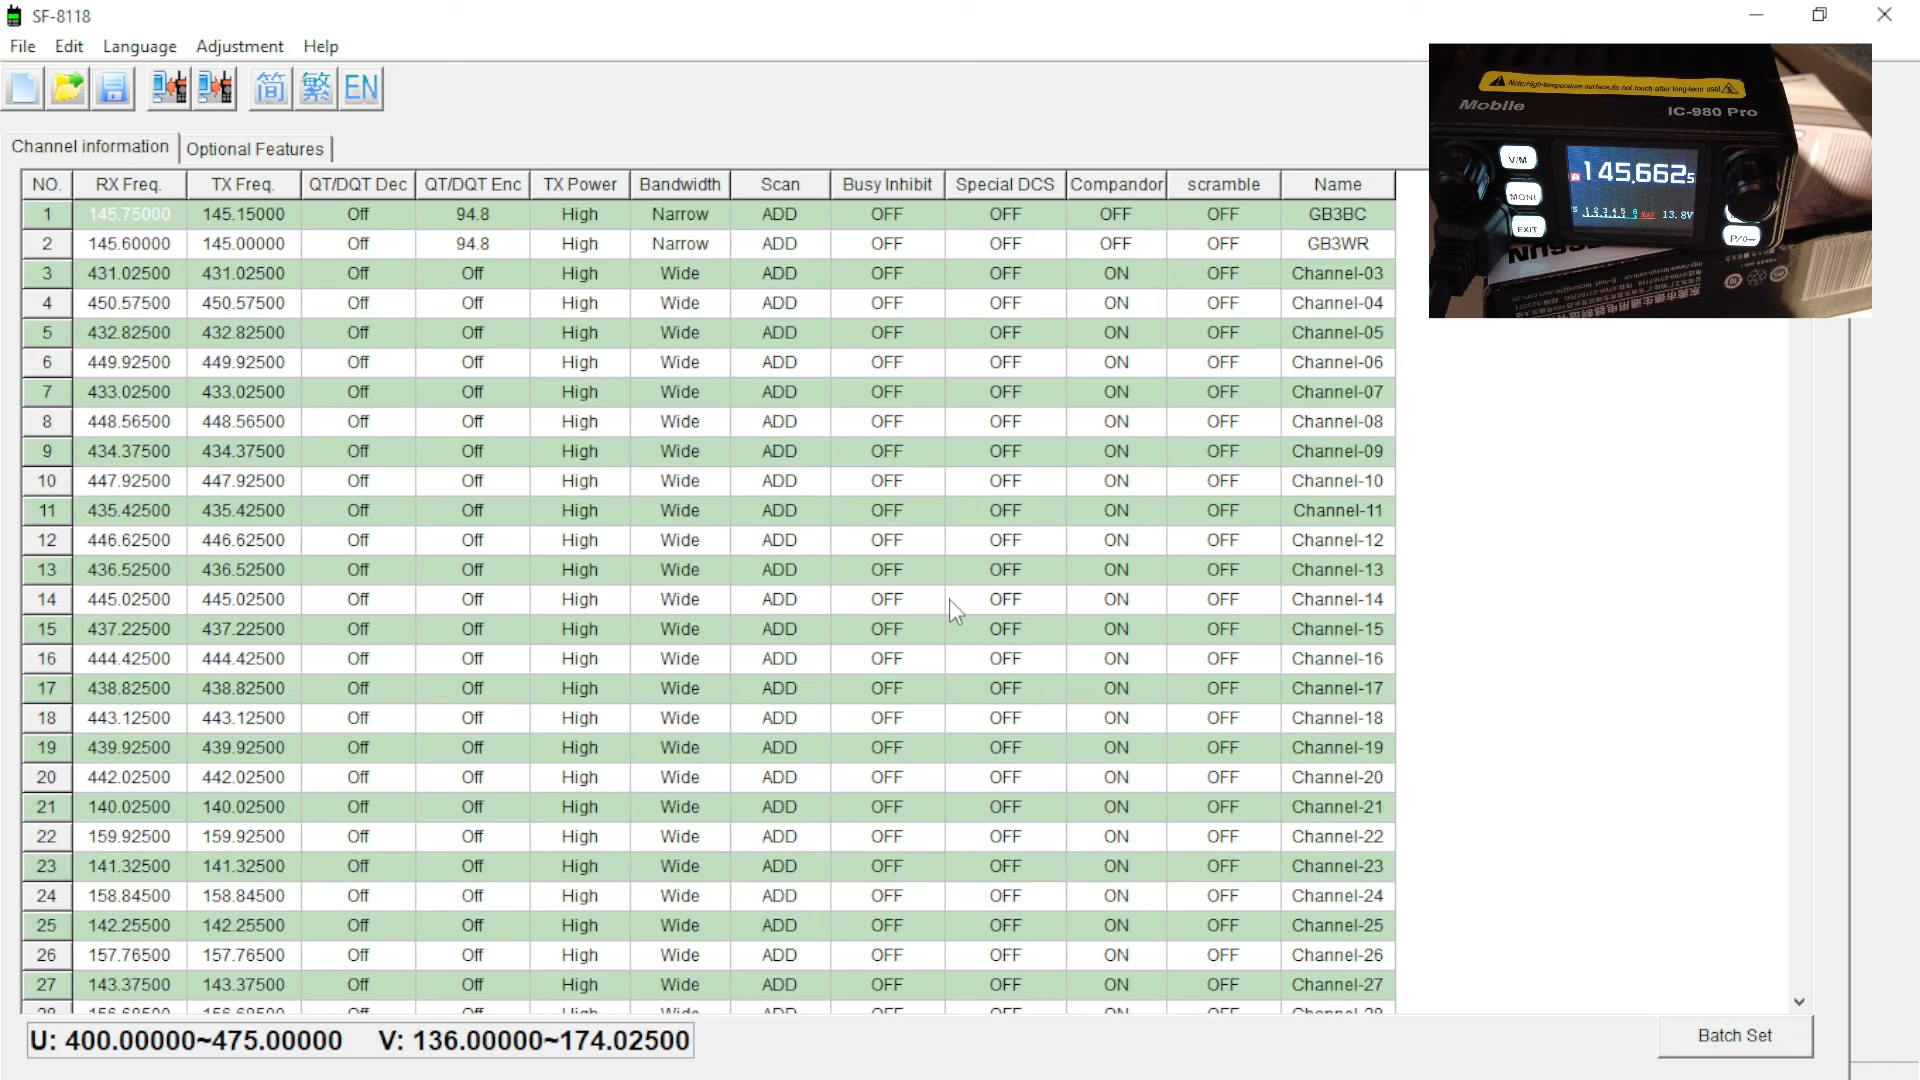 SF-8118
File Edit Language Adjustment Help
简 繁 EN
Channel information Optional Features
NO. RX Freq. TX Freq. QT/DQT Dec QT/DQT Enc TX Power Bandwidth Scan Busy Inhibit Special DCS Compandor scramble Name
1 145.75000 145.15000 Off 94.8 High Narrow ADD OFF OFF OFF OFF GB3BC
2 145.60000 145.00000 Off 94.8 High Narrow ADD OFF OFF OFF OFF GB3WR
3 431.02500 431.02500 Off Off High Wide ADD OFF OFF ON OFF Channel-03
4 450.57500 450.57500 Off Off High Wide ADD OFF OFF ON OFF Channel-04
5 432.82500 432.82500 Off Off High Wide ADD OFF OFF ON OFF Channel-05
6 449.92500 449.92500 Off Off High Wide ADD OFF OFF ON OFF Channel-06
7 433.02500 433.02500 Off Off High Wide ADD OFF OFF ON OFF Channel-07
8 448.56500 448.56500 Off Off High Wide ADD OFF OFF ON OFF Channel-08
9 434.37500 434.37500 Off Off High Wide ADD OFF OFF ON OFF Channel-09
10 447.92500 447.92500 Off Off High Wide ADD OFF OFF ON OFF Channel-10
11 435.42500 435.42500 Off Off High Wide ADD OFF OFF ON OFF Channel-11
12 446.62500 446.62500 Off Off High Wide ADD OFF OFF ON OFF Channel-12
13 436.52500 436.52500 Off Off High Wide ADD OFF OFF ON OFF Channel-13
14 445.02500 445.02500 Off Off High Wide ADD OFF OFF ON OFF Channel-14
15 437.22500 437.22500 Off Off High Wide ADD OFF OFF ON OFF Channel-15
16 444.42500 444.42500 Off Off High Wide ADD OFF OFF ON OFF Channel-16
17 438.82500 438.82500 Off Off High Wide ADD OFF OFF ON OFF Channel-17
18 443.12500 443.12500 Off Off High Wide ADD OFF OFF ON OFF Channel-18
19 439.92500 439.92500 Off Off High Wide ADD OFF OFF ON OFF Channel-19
20 442.02500 442.02500 Off Off High Wide ADD OFF OFF ON OFF Channel-20
21 140.02500 140.02500 Off Off High Wide ADD OFF OFF ON OFF Channel-21
22 159.92500 159.92500 Off Off High Wide ADD OFF OFF ON OFF Channel-22
23 141.32500 141.32500 Off Off High Wide ADD OFF OFF ON OFF Channel-23
24 158.84500 158.84500 Off Off High Wide ADD OFF OFF ON OFF Channel-24
25 142.25500 142.25500 Off Off High Wide ADD OFF OFF ON OFF Channel-25
26 157.76500 157.76500 Off Off High Wide ADD OFF OFF ON OFF Channel-26
27 143.37500 143.37500 Off Off High Wide ADD OFF OFF ON OFF Channel-27
U: 400.00000~475.00000 V: 136.00000~174.02500
Batch Set
Note:High-temperature surface,do not touch after long-term use!
Mobile IC-980 Pro
V/M
MONI
EXIT
145.6625
S 1 2 3 4 5 6 MAX 13.8V